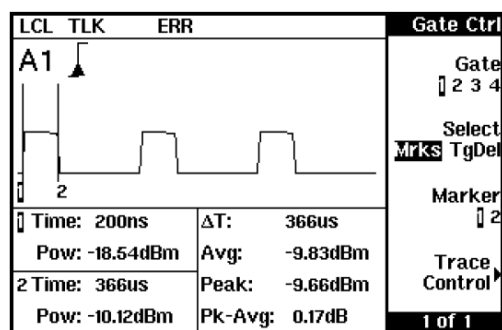 LCL TLK ERR
Gate Ctrl
A1
Gate
1 2 3 4
Select
Mrks TgDel
Marker
1 2
Trace
Control
1 of 1
1 2
1 Time: 200ns
Pow: -18.54dBm
2 Time: 366us
Pow: -10.12dBm
ΔT: 366us
Avg: -9.83dBm
Peak: -9.66dBm
Pk-Avg: 0.17dB